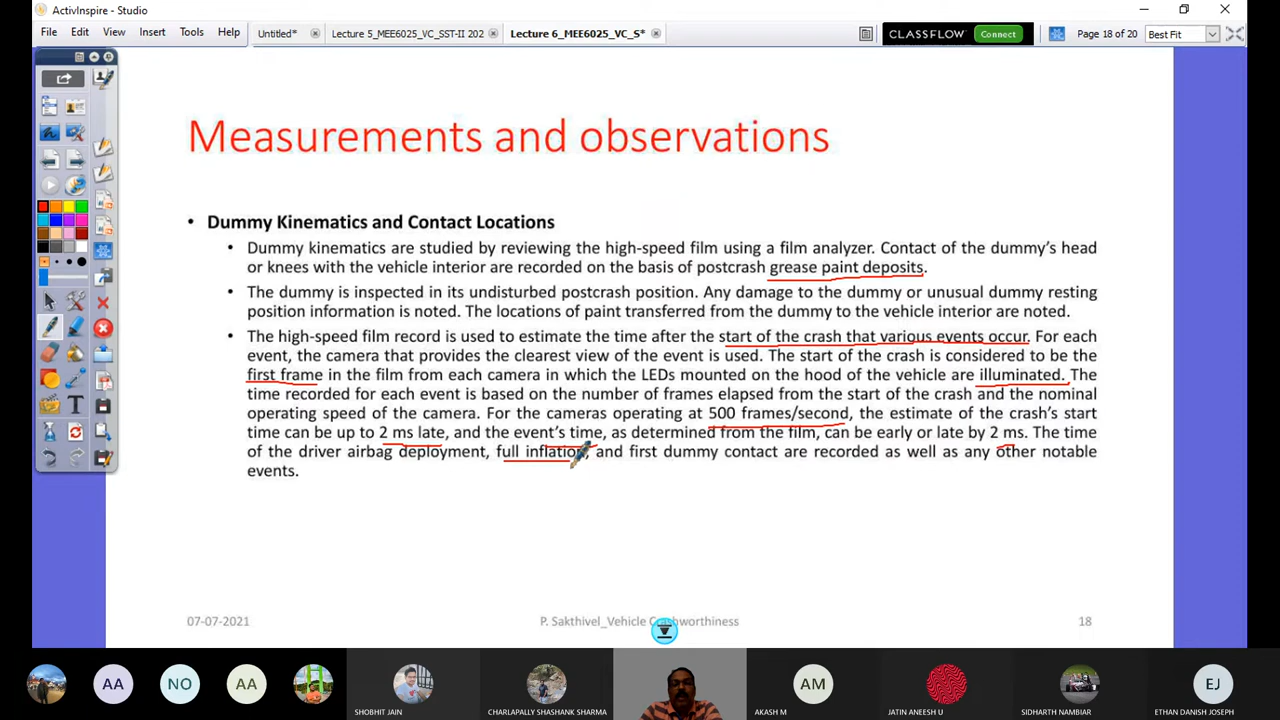 ActivInspire - Studio
File Edit View Insert Tools Help
Untitled* Lecture 5_MEE6025_VC_SST-II 202 Lecture 6_MEE6025_VC_S*
CLASSFLOW Connect Page 18 of 20 Best Fit
Measurements and observations
• Dummy Kinematics and Contact Locations
• Dummy kinematics are studied by reviewing the high-speed film using a film analyzer. Contact of the dummy's head
or knees with the vehicle interior are recorded on the basis of postcrash grease paint deposits.
• The dummy is inspected in its undisturbed postcrash position. Any damage to the dummy or unusual dummy resting
position information is noted. The locations of paint transferred from the dummy to the vehicle interior are noted.
• The high-speed film record is used to estimate the time after the start of the crash that various events occur. For each
event, the camera that provides the clearest view of the event is used. The start of the crash is considered to be the
first frame in the film from each camera in which the LEDs mounted on the hood of the vehicle are illuminated. The
time recorded for each event is based on the number of frames elapsed from the start of the crash and the nominal
operating speed of the camera. For the cameras operating at 500 frames/second, the estimate of the crash's start
time can be up to 2 ms late, and the event's time, as determined from the film, can be early or late by 2 ms. The time
of the driver airbag deployment, full inflation, and first dummy contact are recorded as well as any other notable
events.
07-07-2021 P. Sakthivel_Vehicle Crashworthiness 18
AA NO AA AM EJ
SHOBHIT JAIN CHARLAPALLY SHASHANK SHARMA AKASH M JATIN ANEESH U SIDHARTH NAMBIAR ETHAN DANISH JOSEPH